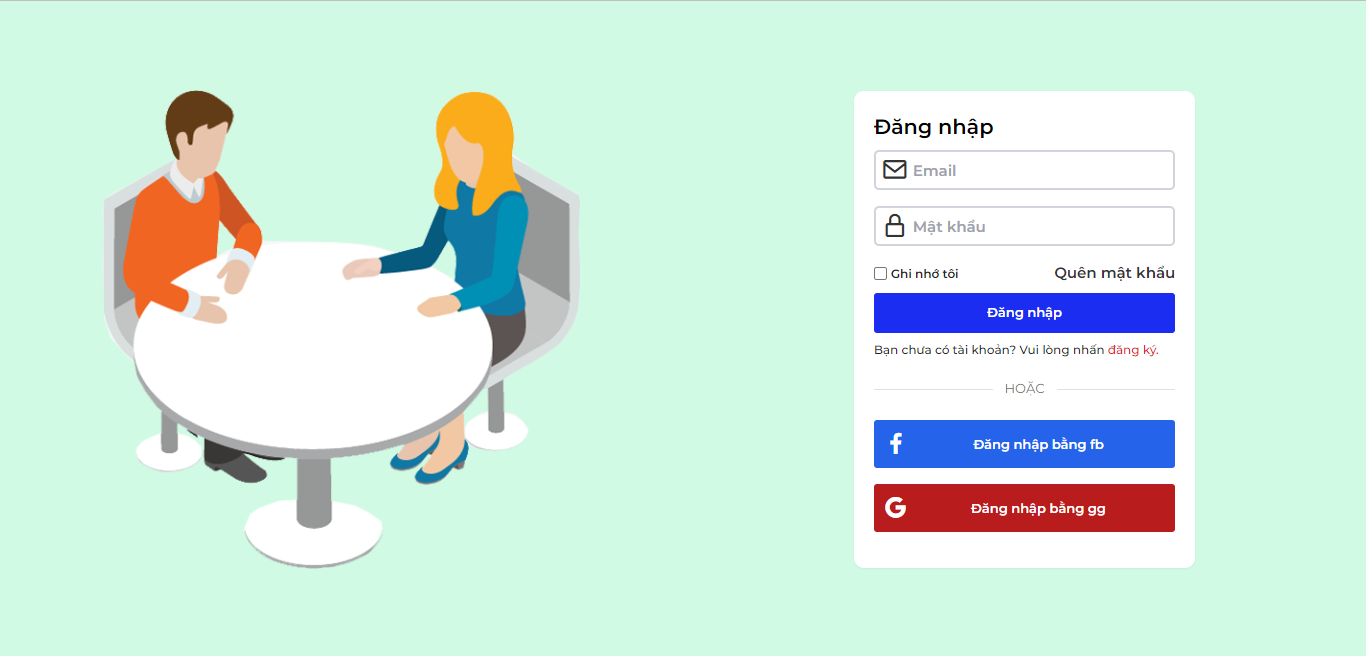 Đăng nhập
Email
Mật khẩu
Ghi nhớ tôi Quên mật khẩu
Đăng nhập
Bạn chưa có tài khoản? Vui lòng nhấn đăng ký.
HOẶC
Đăng nhập bằng fb
Đăng nhập bằng gg